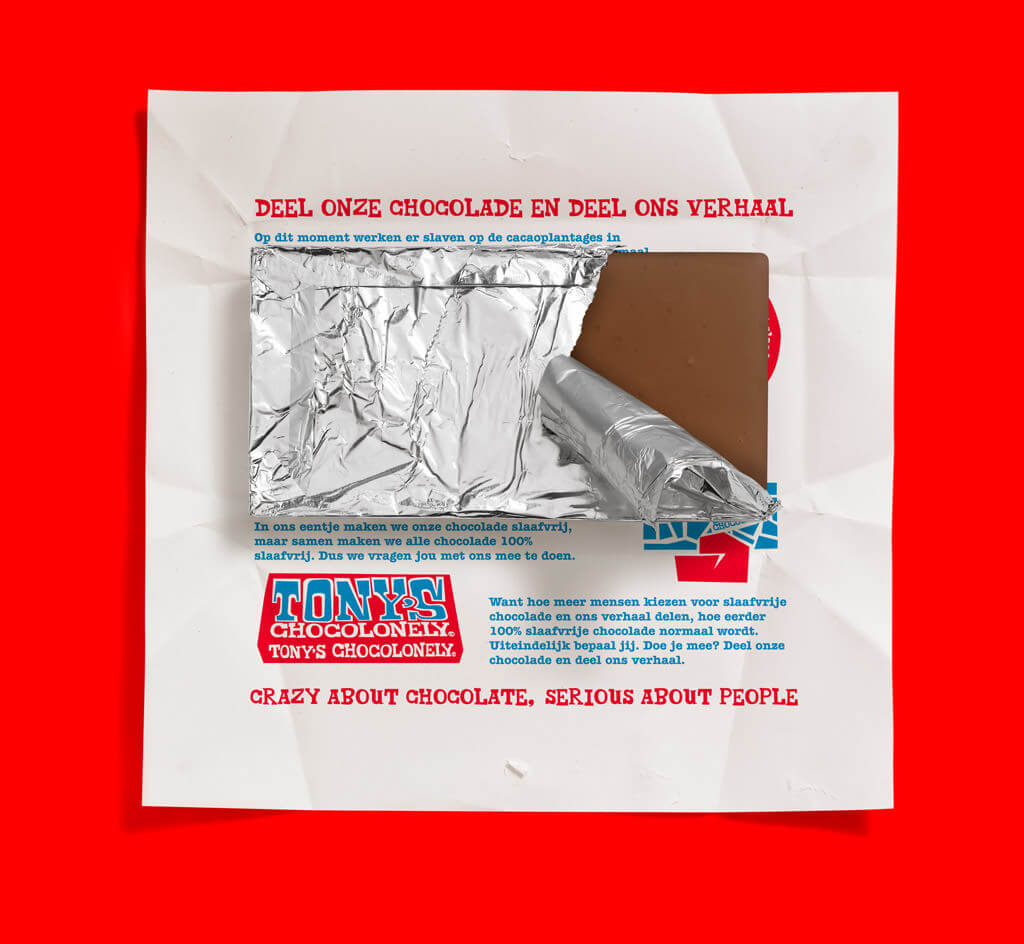 DEEL ONZE CHOCOLADE EN DEEL ONS VERHAAL
Op dit moment werken er slaven op de cacaoplantages in
In ons eentje maken we onze chocolade slaafvrij,
maar samen maken we alle chocolade 100%
slaafvrij. Dus we vragen jou met ons mee te doen.
TONY'S
CHOCOLONELY
TONY'S CHOCOLONELY
Want hoe meer mensen kiezen voor slaafvrije
chocolade en ons verhaal delen, hoe eerder
100% slaafvrije chocolade normaal wordt.
Uiteindelijk bepaal jij. Doe je mee? Deel onze
chocolade en deel ons verhaal.
CRAZY ABOUT CHOCOLATE, SERIOUS ABOUT PEOPLE